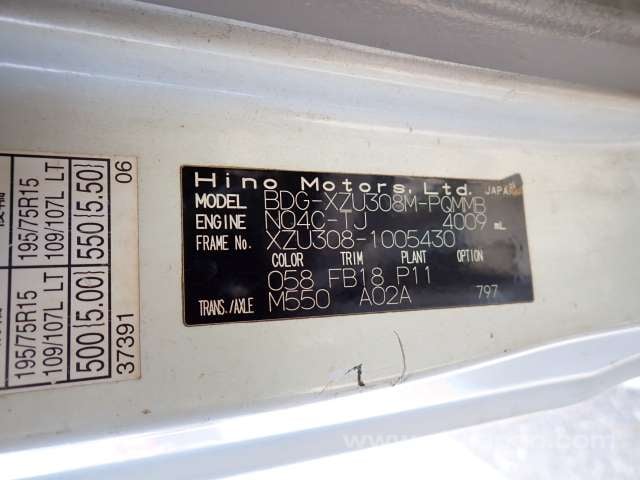 Hino Motors, Ltd. JAPAN
MODEL BDG-XZU308M-PQMMB
ENGINE N04C-TJ 4009 mL
FRAME No. XZU308-1005430
COLOR TRIM PLANT OPTION
058 FB18 P11
TRANS./AXLE M550 A02A 797
195/75R15 195/75R15
109/107L LT 109/107L LT
500(5.00) 550(5.50)
37391 06